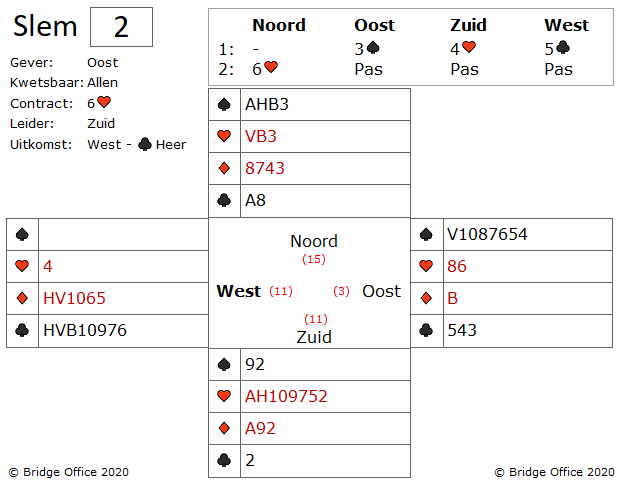 Slem 2
Gever: Oost
Kwetsbaar: Allen
Contract: 6♥
Leider: Zuid
Uitkomst: West - ♣ Heer
Noord Oost Zuid West
1: - 3♠ 4♥ 5♣
2: 6♥ Pas Pas Pas
♠ AHB3
♥ VB3
♦ 8743
♣ A8
♠
♥ 4
♦ HV1065
♣ HVB10976
Noord
(15)
West (11) (3) Oost
(11)
Zuid
♠ V1087654
♥ 86
♦ B
♣ 543
♠ 92
♥ AH109752
♦ A92
♣ 2
© Bridge Office 2020
© Bridge Office 2020